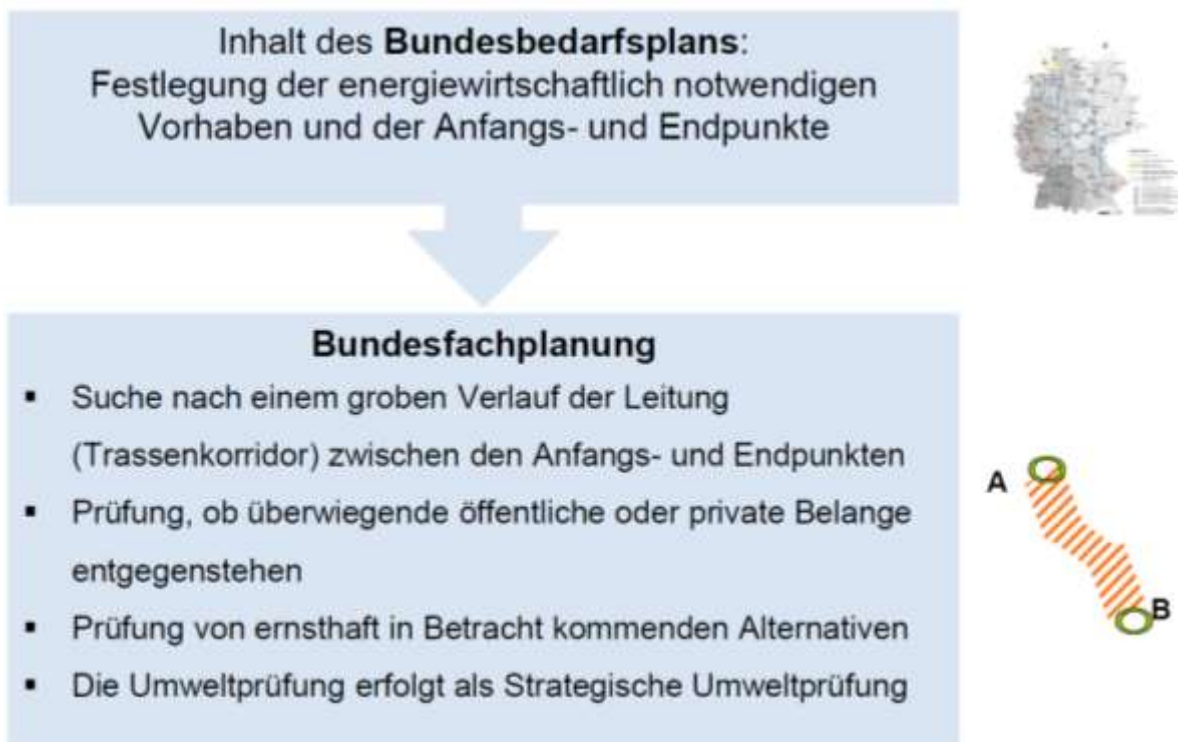 Inhalt des Bundesbedarfsplans:
Festlegung der energiewirtschaftlich notwendigen
Vorhaben und der Anfangs- und Endpunkte
Bundesfachplanung
▪ Suche nach einem groben Verlauf der Leitung
(Trassenkorridor) zwischen den Anfangs- und Endpunkten
▪ Prüfung, ob überwiegende öffentliche oder private Belange
entgegenstehen
▪ Prüfung von ernsthaft in Betracht kommenden Alternativen
▪ Die Umweltprüfung erfolgt als Strategische Umweltprüfung
A
B